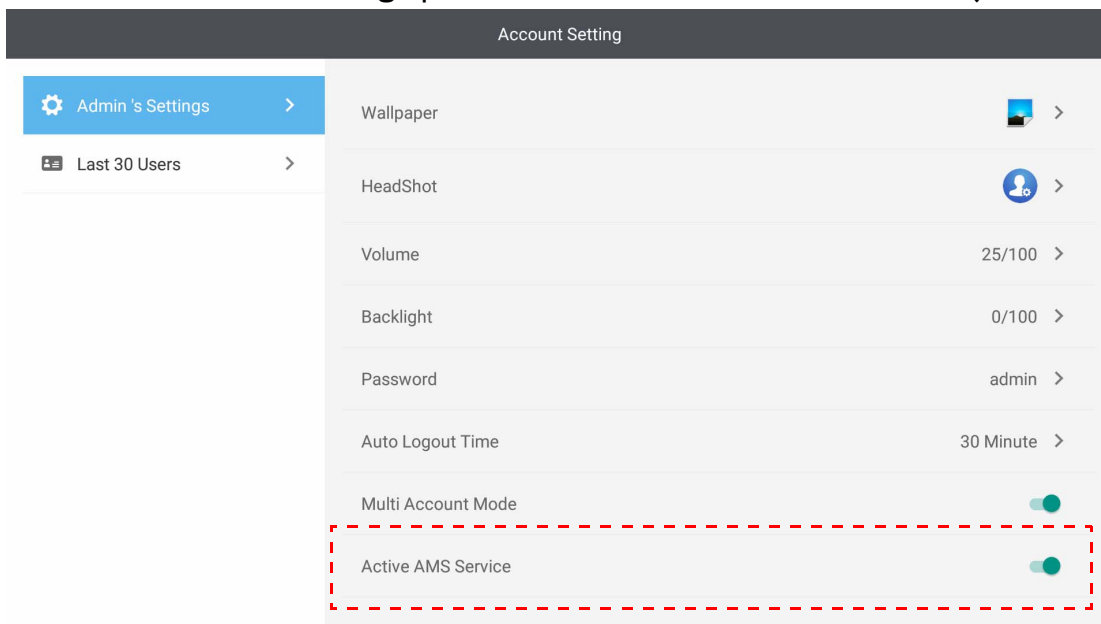 Account Setting
Admin 's Settings
Last 30 Users
Wallpaper
HeadShot
Volume 25/100
Backlight 0/100
Password admin
Auto Logout Time 30 Minute
Multi Account Mode
Active AMS Service